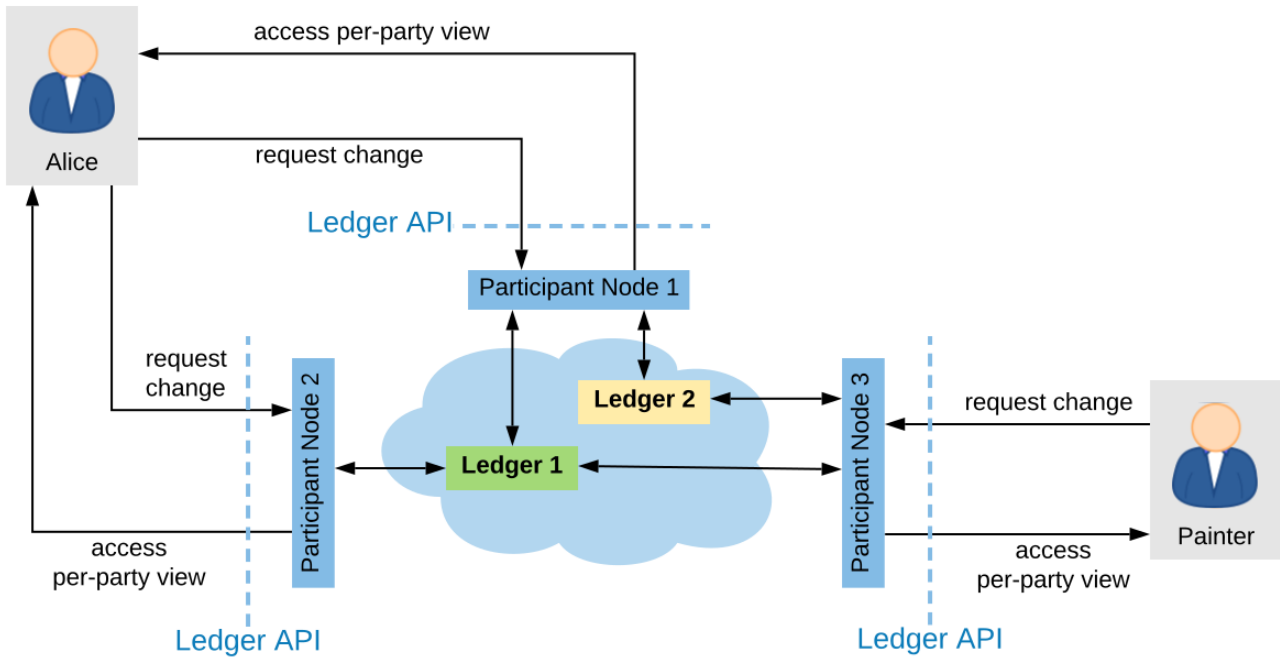 access per-party view
Alice
request change
Ledger API
Participant Node 1
request
change
Participant Node 2
Ledger 2
Ledger 1
Participant Node 3
request change
Painter
access
per-party view
access
per-party view
Ledger API
Ledger API